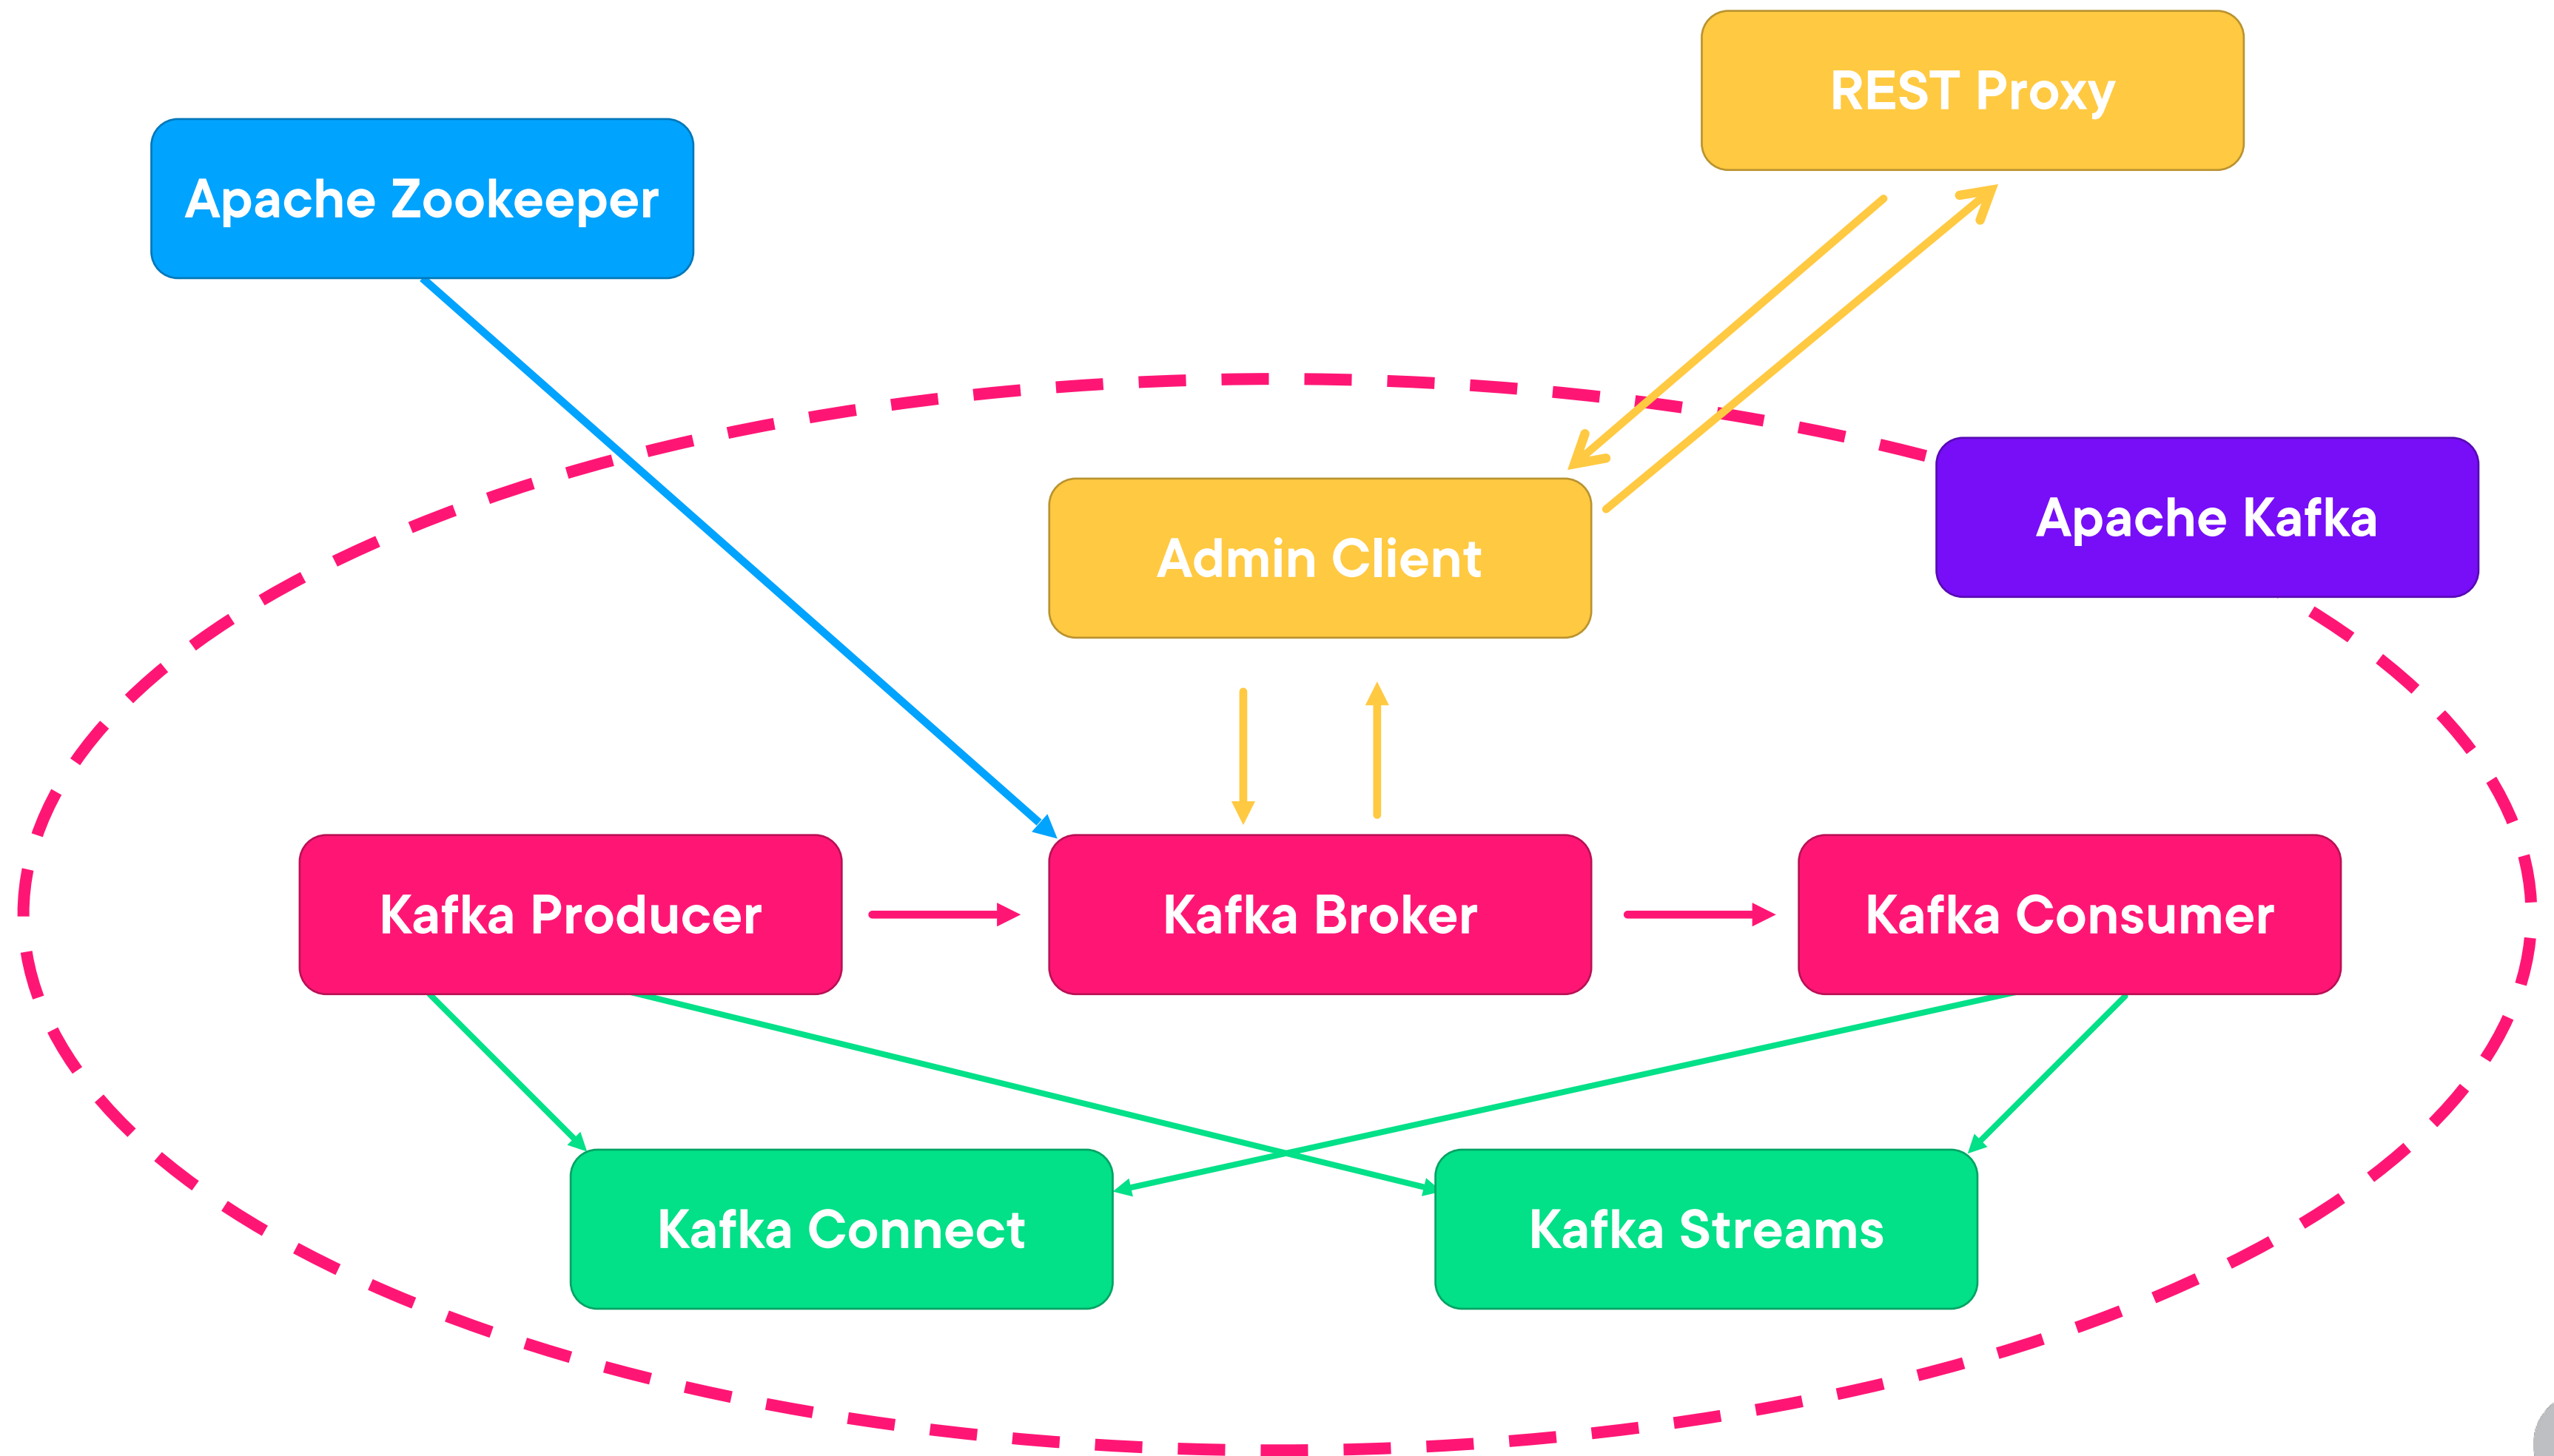 REST Proxy
Apache Zookeeper
Apache Kafka
Admin Client
Kafka Producer
Kafka Broker
Kafka Consumer
Kafka Connect
Kafka Streams